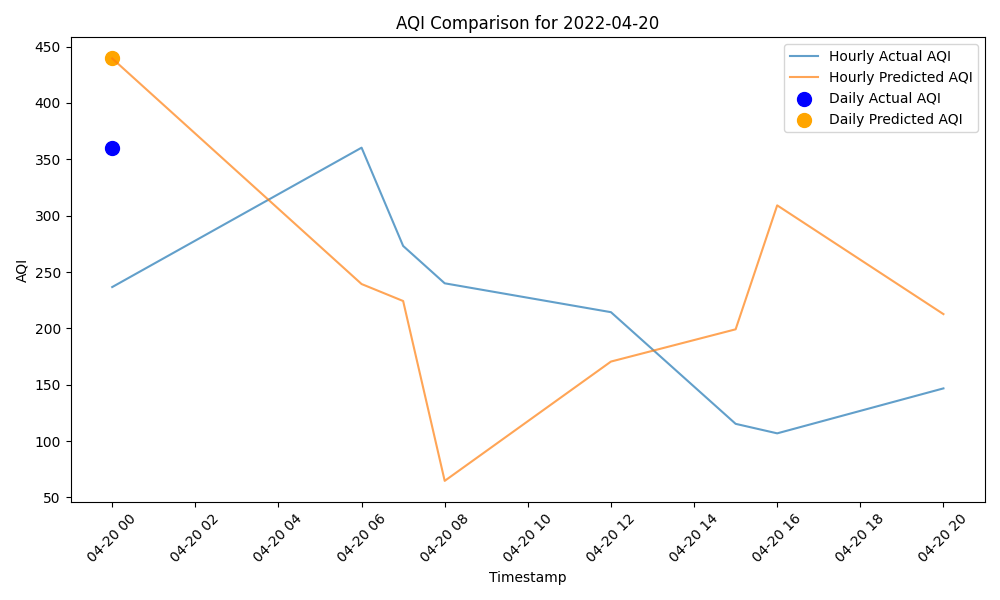 AQI Comparison for 2022-04-20
Hourly Actual AQI
Hourly Predicted AQI
Daily Actual AQI
Daily Predicted AQI
AQI
450
400
350
300
250
200
150
100
50
04-20 00
04-20 02
04-20 04
04-20 06
04-20 08
04-20 10
04-20 12
04-20 14
04-20 16
04-20 18
04-20 20
Timestamp